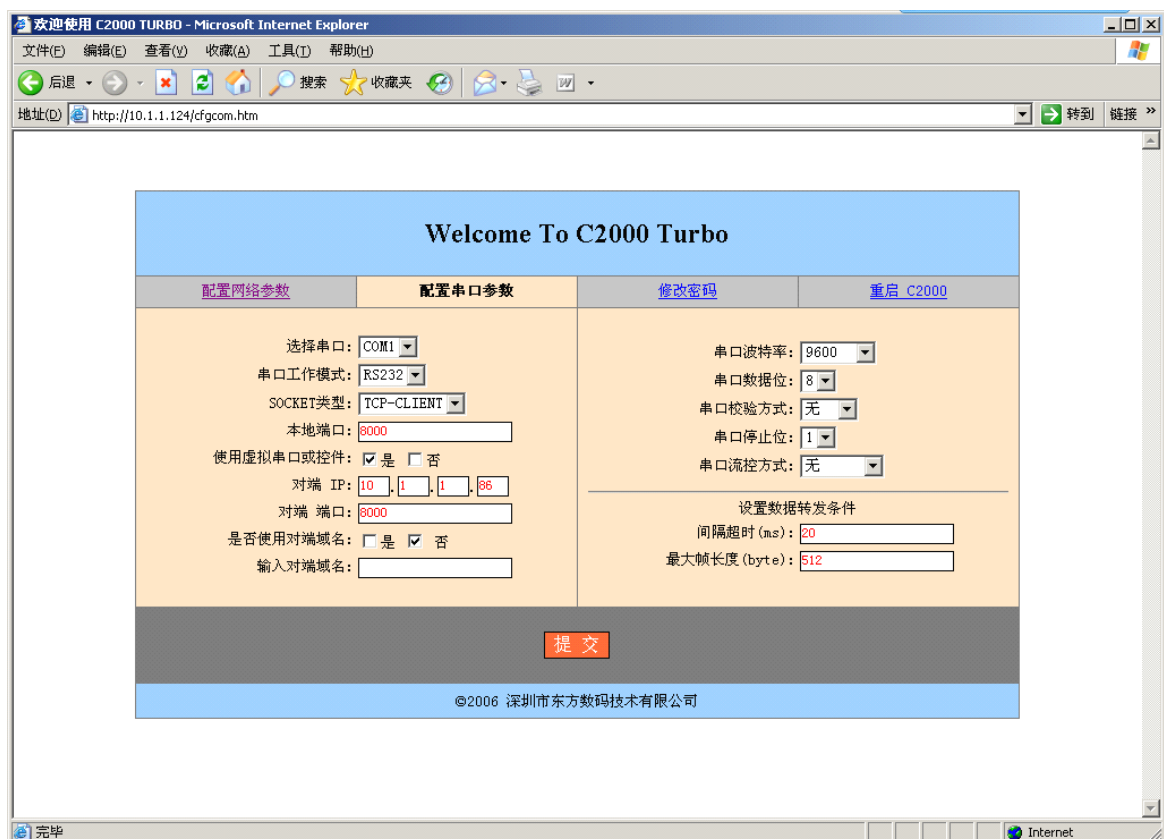 欢迎使用 C2000 TURBO - Microsoft Internet Explorer
文件(F) 编辑(E) 查看(V) 收藏(A) 工具(T) 帮助(H)
后退 搜索 收藏夹
地址(D) http://10.1.1.124/cfgcom.htm 转到 链接 »
Welcome To C2000 Turbo
配置网络参数 配置串口参数 修改密码 重启 C2000
选择串口: COM1
串口工作模式: RS232
SOCKET类型: TCP-CLIENT
本地端口: 8000
使用虚拟串口或控件: 是 否
对端 IP: 10 . 1 . 1 . 86
对端 端口: 8000
是否使用对端域名: 是 否
输入对端域名:
串口波特率: 9600
串口数据位: 8
串口校验方式: 无
串口停止位: 1
串口流控方式: 无
设置数据转发条件
间隔超时(ms): 20
最大帧长度(byte): 512
提 交
©2006 深圳市东方数码技术有限公司
完毕 Internet